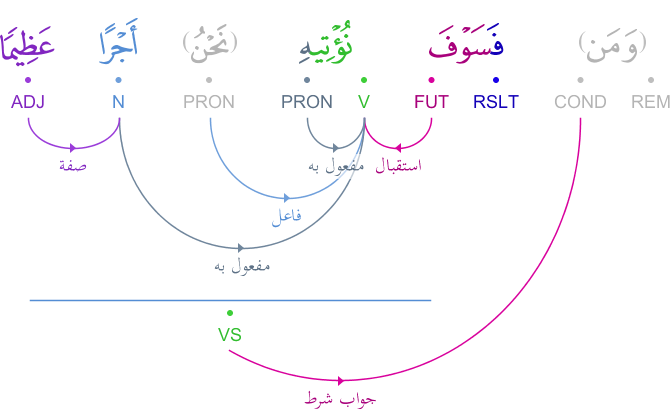 (وَمَن) فَسَوْفَ نُؤْتِيهِ (نَحْنُ) أَجْرًا عَظِيمًا
REM COND RSLT FUT V PRON PRON N ADJ
استقبال مفعول به صفة
فاعل
مفعول به
VS
جواب شرط